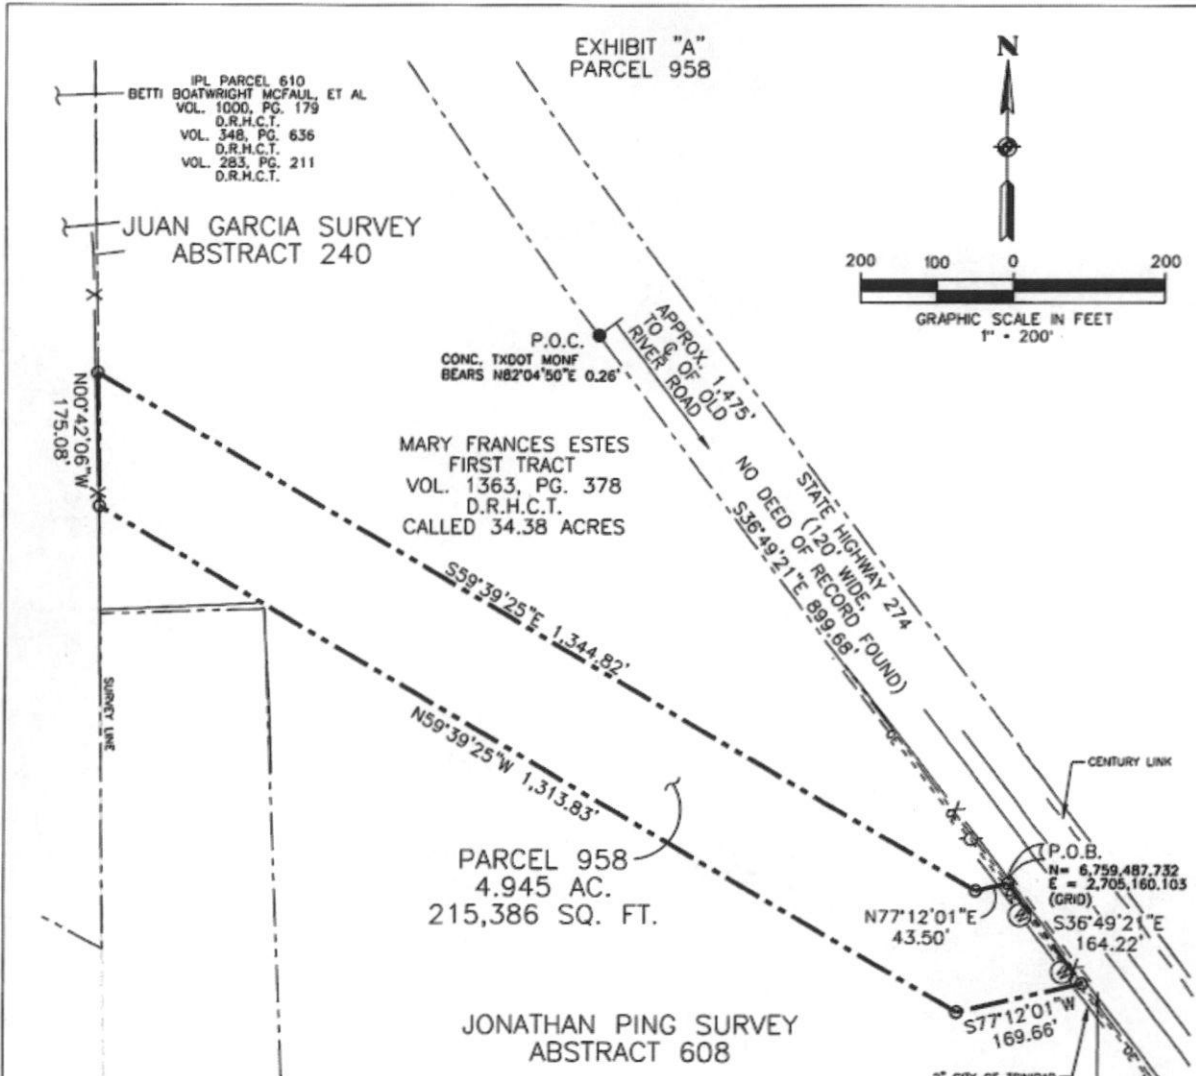 EXHIBIT "A"
PARCEL 958
N
IPL PARCEL 610
BETTI BOATWRIGHT MCFAUL, ET AL
VOL. 1000, PG. 179
D.R.H.C.T.
VOL. 348, PG. 636
D.R.H.C.T.
VOL. 283, PG. 211
D.R.H.C.T.
JUAN GARCIA SURVEY
ABSTRACT 240
200 100 0 200
GRAPHIC SCALE IN FEET
1" - 200'
P.O.C.
CONC. TXDOT MONF
BEARS N82°04'50"E 0.26'
APPROX. 1,475'
TO ℄ OF OLD
RIVER ROAD
N00°42'06"W
175.08'
MARY FRANCES ESTES
FIRST TRACT
VOL. 1363, PG. 378
D.R.H.C.T.
CALLED 34.38 ACRES
STATE HIGHWAY 274
(120' WIDE,
NO DEED OF RECORD FOUND)
S36°49'21"E 899.68'
S59°39'25"E 1,344.82'
SURVEY LINE
N59°39'25"W 1,313.83'
OE
CENTURY LINK
OE
PARCEL 958
4.945 AC.
215,386 SQ. FT.
P.O.B.
N= 6,759,487.732
E = 2,705,160.103
(GRID)
N77°12'01"E
43.50'
S36°49'21"E
164.22'
W
W
S77°12'01"W
169.66'
OE
JONATHAN PING SURVEY
ABSTRACT 608